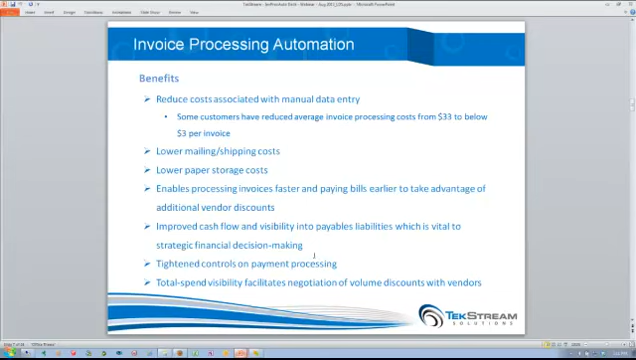 Invoice Processing Automation
Benefits
Reduce costs associated with manual data entry
Some customers have reduced average invoice processing costs from $33 to below
$3 per invoice
Lower mailing/shipping costs
Lower paper storage costs
Enables processing invoices faster and paying bills earlier to take advantage of
additional vendor discounts
Improved cash flow and visibility into payables liabilities which is vital to
strategic financial decision-making
Tightened controls on payment processing
Total-spend visibility facilitates negotiation of volume discounts with vendors
TEKSTREAM
SOLUTIONS